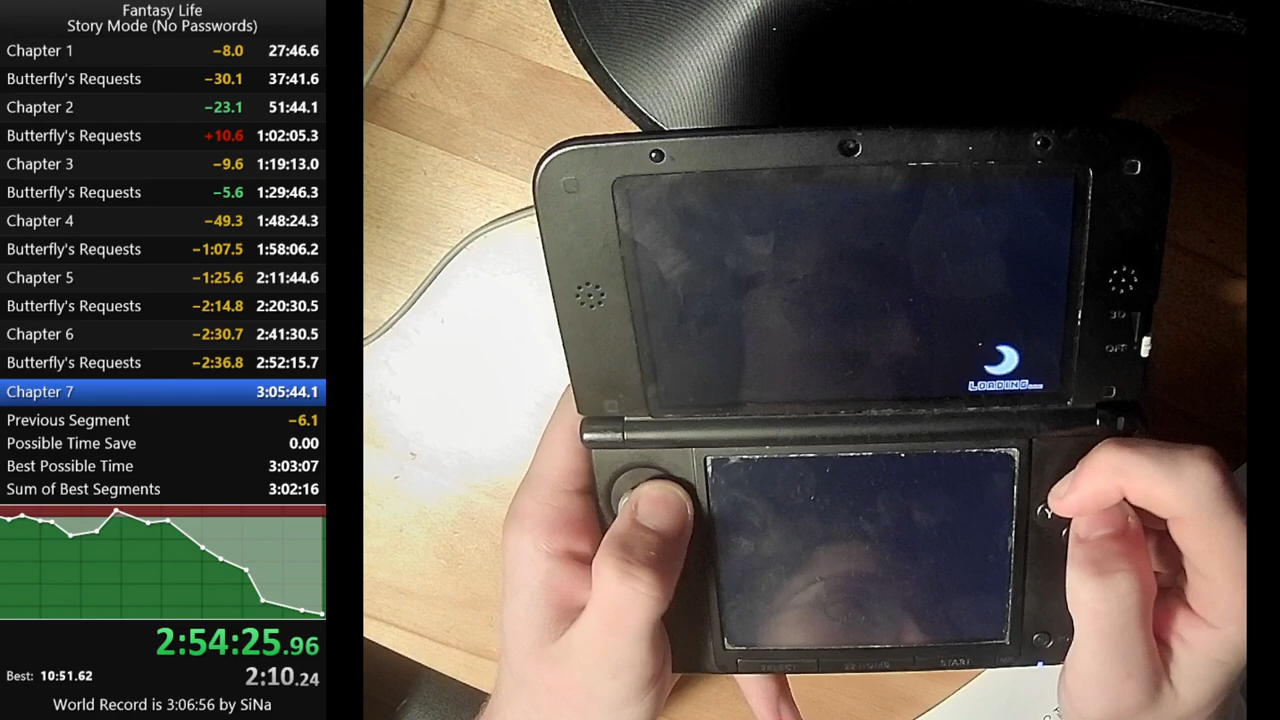 Fantasy Life
Story Mode (No Passwords)
Chapter 1 −8.0 27:46.6
Butterfly's Requests −30.1 37:41.6
Chapter 2 −23.1 51:44.1
Butterfly's Requests +10.6 1:02:05.3
Chapter 3 −9.6 1:19:13.0
Butterfly's Requests −5.6 1:29:46.3
Chapter 4 −49.3 1:48:24.3
Butterfly's Requests −1:07.5 1:58:06.2
Chapter 5 −1:25.6 2:11:44.6
Butterfly's Requests −2:14.8 2:20:30.5
Chapter 6 −2:30.7 2:41:30.5
Butterfly's Requests −2:36.8 2:52:15.7
Chapter 7 3:05:44.1
Previous Segment −6.1
Possible Time Save 0.00
Best Possible Time 3:03:07
Sum of Best Segments 3:02:16
2:54:25.96
Best: 10:51.62 2:10.24
World Record is 3:06:56 by SiNa
LOADING...
3D
OFF
Y
SELECT HOME START